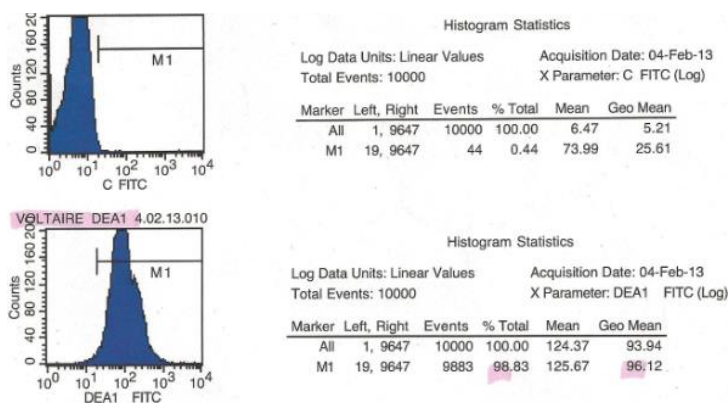 Histogram Statistics
Log Data Units: Linear Values Acquisition Date: 04-Feb-13
Total Events: 10000 X Parameter: C FITC (Log)
Marker Left, Right Events % Total Mean Geo Mean
All 1, 9647 10000 100.00 6.47 5.21
M1 19, 9647 44 0.44 73.99 25.61
Counts
160 20
120
80
40
0
M1
10^0 10^1 10^2 10^3 10^4
C FITC
VOLTAIRE DEA1 4.02.13.010
Histogram Statistics
Log Data Units: Linear Values Acquisition Date: 04-Feb-13
Total Events: 10000 X Parameter: DEA1 FITC (Log)
Marker Left, Right Events % Total Mean Geo Mean
All 1, 9647 10000 100.00 124.37 93.94
M1 19, 9647 9883 98.83 125.67 96.12
Counts
160 200
120
80
40
0
M1
10^0 10^1 10^2 10^3 10^4
DEA1 FITC